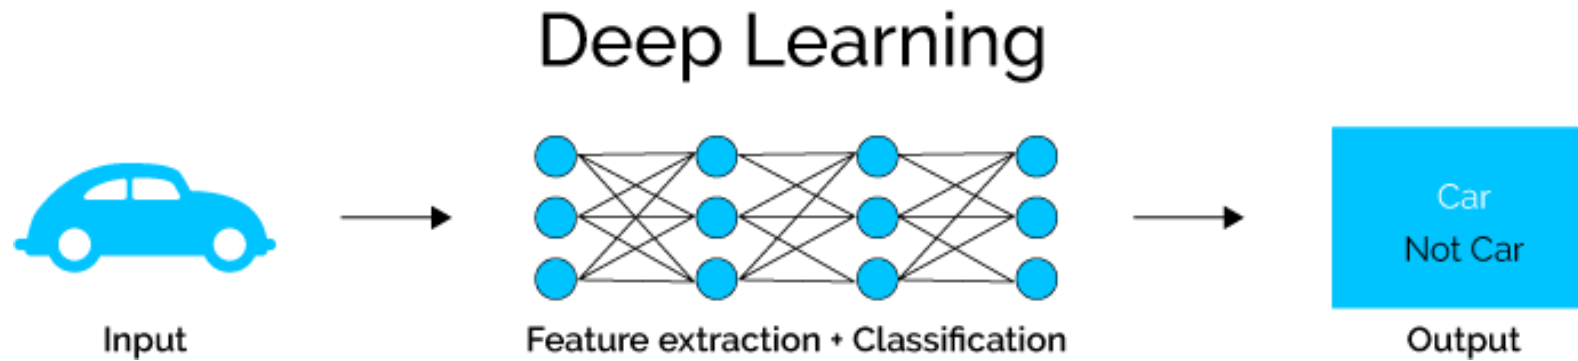 Deep Learning
Car
Not Car
Input
Feature extraction + Classification
Output